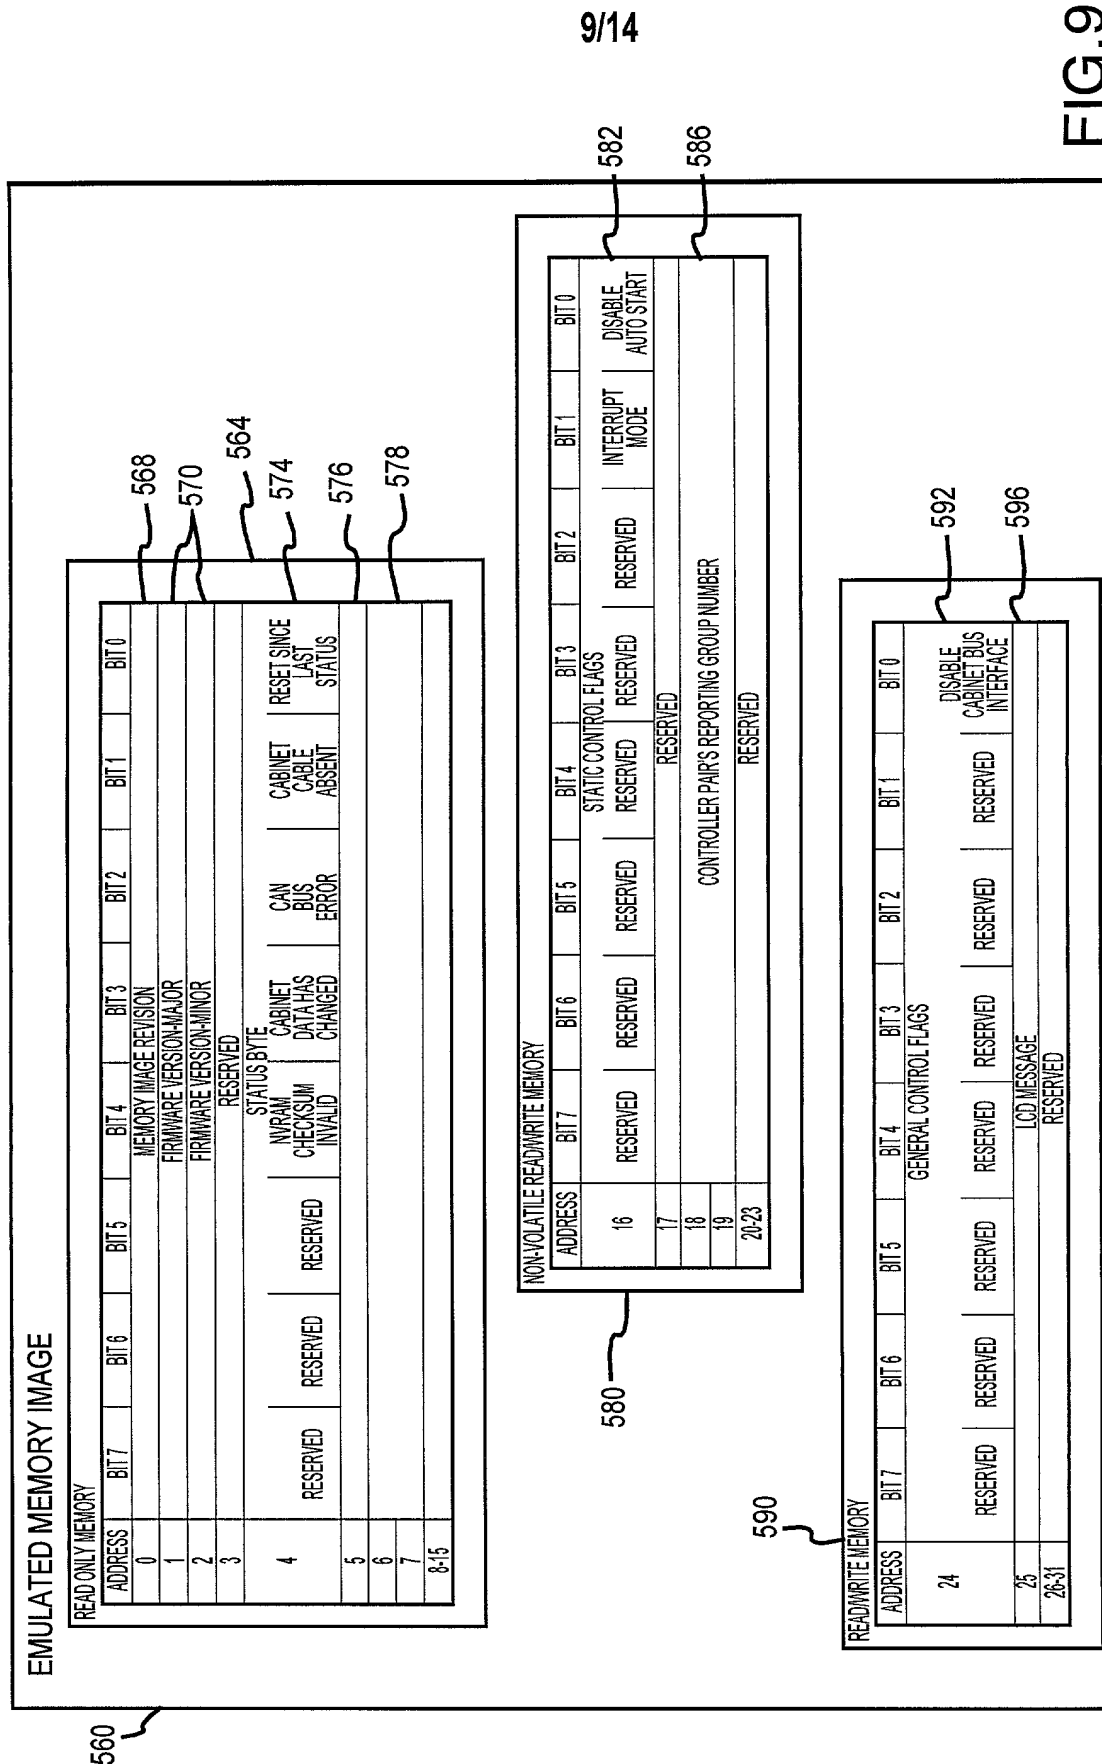 9/14
EMULATED MEMORY IMAGE
560
READ ONLY MEMORY
ADDRESS BIT 7 BIT 6 BIT 5 BIT 4 BIT 3 BIT 2 BIT 1 BIT 0
0 MEMORY IMAGE REVISION
1 FIRMWARE VERSION-MAJOR
2 FIRMWARE VERSION-MINOR
3 RESERVED
STATUS BYTE
4 RESERVED RESERVED RESERVED NVRAM CHECKSUM INVALID CABINET DATA HAS CHANGED CAN BUS ERROR CABINET CABLE ABSENT RESET SINCE LAST STATUS
5
6
7
8-15
568
570
564
574
576
578
NON-VOLATILE READ/WRITE MEMORY
ADDRESS BIT 7 BIT 6 BIT 5 BIT 4 BIT 3 BIT 2 BIT 1 BIT 0
STATIC CONTROL FLAGS
16 RESERVED RESERVED RESERVED RESERVED RESERVED RESERVED INTERRUPT MODE DISABLE AUTO START
17 RESERVED
18 CONTROLLER PAIR'S REPORTING GROUP NUMBER
19
20-23 RESERVED
580
582
586
590
READ/WRITE MEMORY
ADDRESS BIT 7 BIT 6 BIT 5 BIT 4 BIT 3 BIT 2 BIT 1 BIT 0
GENERAL CONTROL FLAGS
24 RESERVED RESERVED RESERVED RESERVED RESERVED RESERVED RESERVED DISABLE CABINET BUS INTERFACE
25 LCD MESSAGE
26-31 RESERVED
592
596
FIG.9